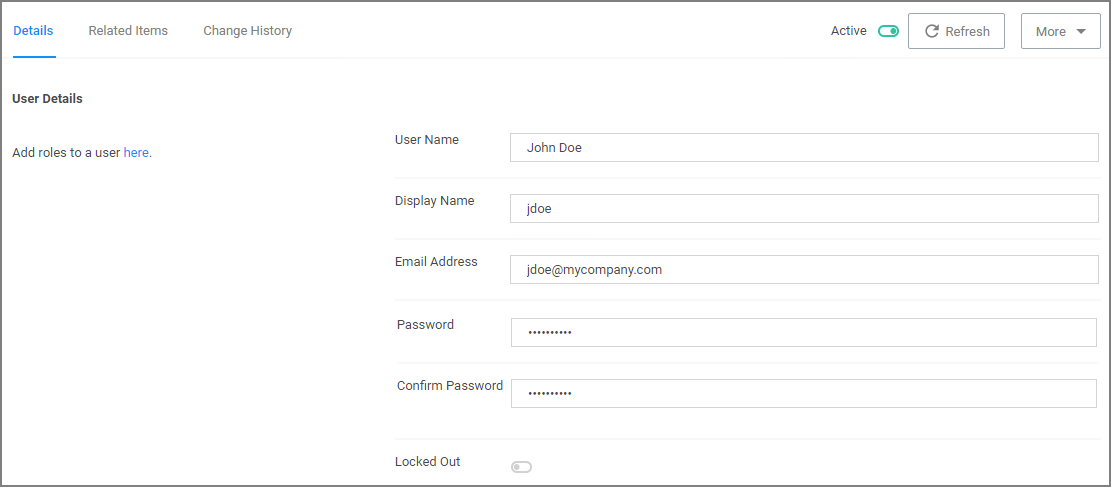 Details Related Items Change History Active Refresh More
User Details
Add roles to a user here.
User Name John Doe
Display Name jdoe
Email Address jdoe@mycompany.com
Password ••••••••••
Confirm Password ••••••••••
Locked Out